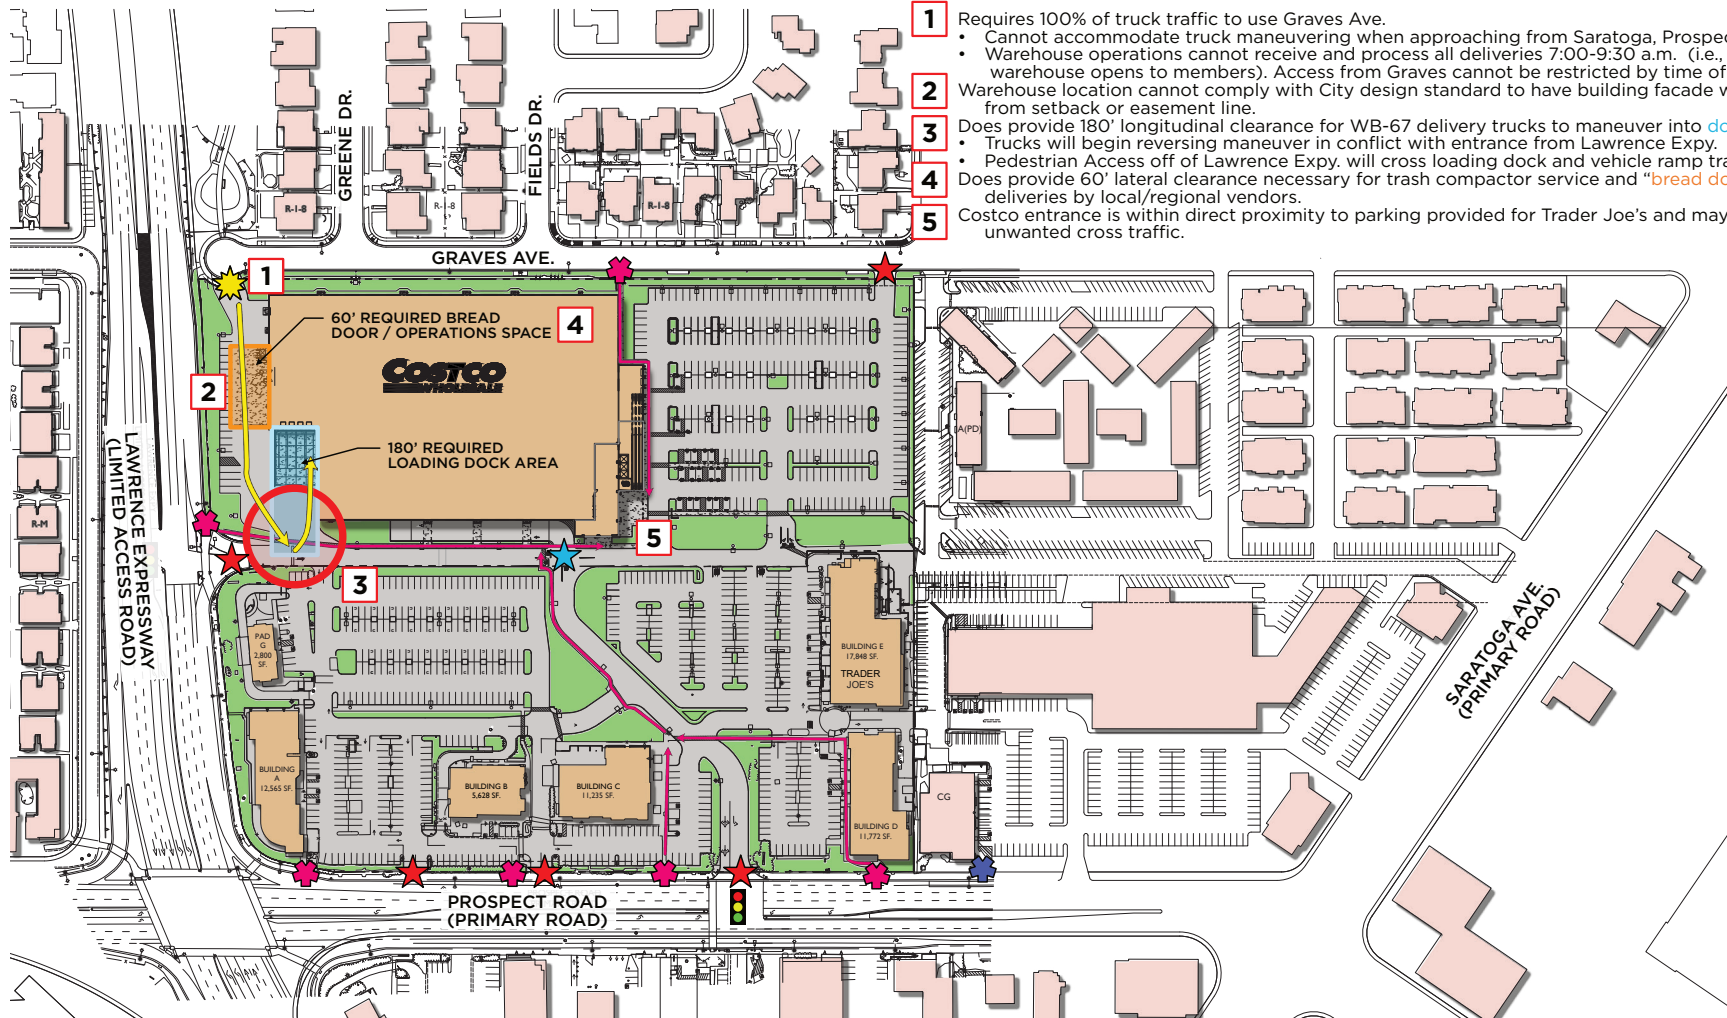 1 Requires 100% of truck traffic to use Graves Ave.
• Cannot accommodate truck maneuvering when approaching from Saratoga, Prospec
• Warehouse operations cannot receive and process all deliveries 7:00-9:30 a.m. (i.e.,
warehouse opens to members). Access from Graves cannot be restricted by time of
2 Warehouse location cannot comply with City design standard to have building facade w
from setback or easement line.
3 Does provide 180’ longitudinal clearance for WB-67 delivery trucks to maneuver into do
• Trucks will begin reversing maneuver in conflict with entrance from Lawrence Expy.
• Pedestrian Access off of Lawrence Expy. will cross loading dock and vehicle ramp tra
4 Does provide 60’ lateral clearance necessary for trash compactor service and “bread do
deliveries by local/regional vendors.
5 Costco entrance is within direct proximity to parking provided for Trader Joe’s and may
unwanted cross traffic.
GREENE DR.
FIELDS DR.
R-1-8
R-1-8
R-1-8
GRAVES AVE.
1
60’ REQUIRED BREAD
DOOR / OPERATIONS SPACE
4
COSTCO
WHOLESALE
2
180’ REQUIRED
LOADING DOCK AREA
A(PD)
LAWRENCE EXPRESSWAY
(LIMITED ACCESS ROAD)
R-M
5
3
PAD
G
2,800
SF.
BUILDING E
17,848 SF.
TRADER
JOE'S
SARATOGA AVE.
(PRIMARY ROAD)
BUILDING
A
12,565 SF.
BUILDING B
5,628 SF.
BUILDING C
11,235 SF.
BUILDING D
11,772 SF.
CG
PROSPECT ROAD
(PRIMARY ROAD)